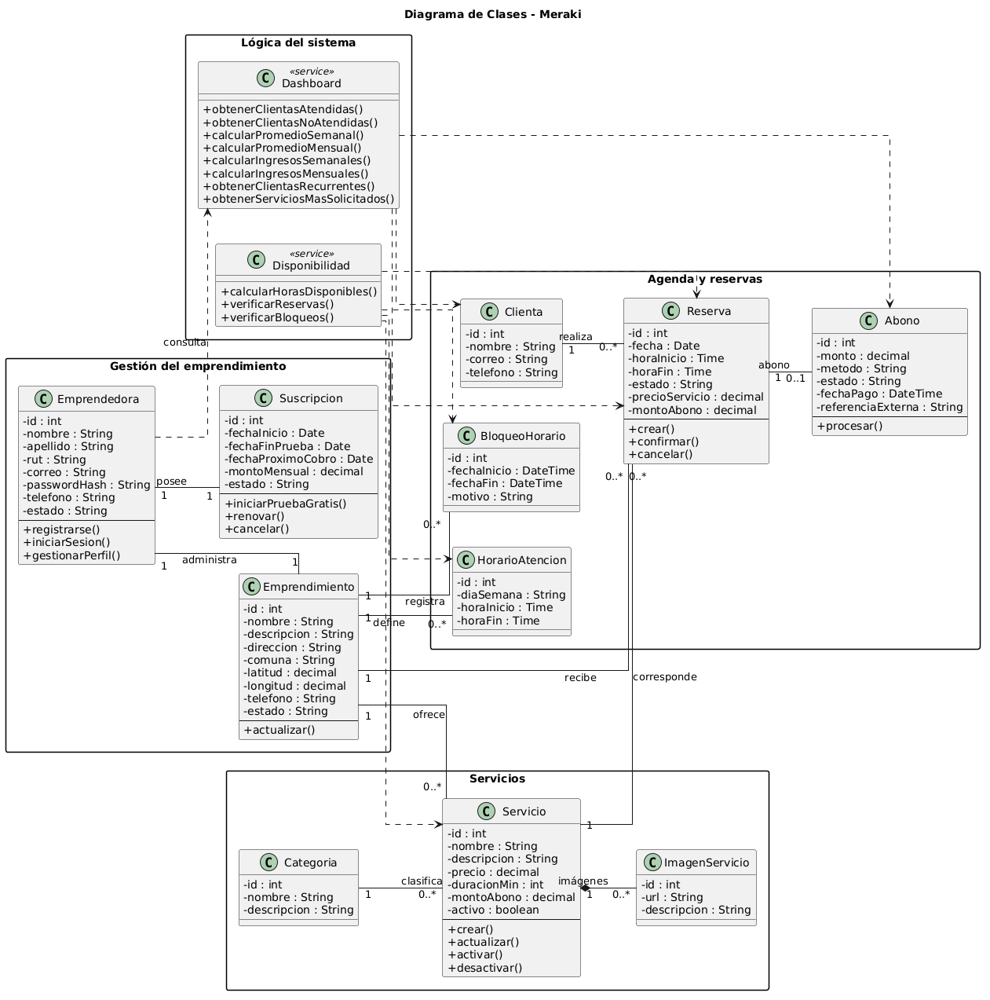 Diagrama de Clases - Meraki
Lógica del sistema
«service»
Dashboard
+obtenerClientasAtendidas()
+obtenerClientasNoAtendidas()
+calcularPromedioSemanal()
+calcularPromedioMensual()
+calcularIngresosSemanales()
+calcularIngresosMensuales()
+obtenerClientasRecurrentes()
+obtenerServiciosMasSolicitados()
«service»
Disponibilidad
+calcularHorasDisponibles()
+verificarReservas()
+verificarBloqueos()
consulta
Agenda y reservas
Clienta
-id : int
-nombre : String
-correo : String
-telefono : String
realiza
1
0..*
Reserva
-id : int
-fecha : Date
-horaInicio : Time
-horaFin : Time
-estado : String
-precioServicio : decimal
-montoAbono : decimal
+crear()
+confirmar()
+cancelar()
0..*
0..*
abono
1
0..1
Abono
-id : int
-monto : decimal
-metodo : String
-estado : String
-fechaPago : DateTime
-referenciaExterna : String
+procesar()
BloqueoHorario
-id : int
-fechaInicio : DateTime
-fechaFin : DateTime
-motivo : String
0..*
HorarioAtencion
-id : int
-diaSemana : String
-horaInicio : Time
-horaFin : Time
Gestión del emprendimiento
Emprendedora
-id : int
-nombre : String
-apellido : String
-rut : String
-correo : String
-passwordHash : String
-telefono : String
-estado : String
+registrarse()
+iniciarSesion()
+gestionarPerfil()
posee
1
1
Suscripcion
-id : int
-fechaInicio : Date
-fechaFinPrueba : Date
-fechaProximoCobro : Date
-montoMensual : decimal
-estado : String
+iniciarPruebaGratis()
+renovar()
+cancelar()
administra
1
1
Emprendimiento
-id : int
-nombre : String
-descripcion : String
-direccion : String
-comuna : String
-latitud : decimal
-longitud : decimal
-telefono : String
-estado : String
+actualizar()
1
registra
1
define
0..*
1
recibe
corresponde
1
ofrece
0..*
Servicios
Categoria
-id : int
-nombre : String
-descripcion : String
clasifica
1
0..*
Servicio
-id : int
-nombre : String
-descripcion : String
-precio : decimal
-duracionMin : int
-montoAbono : decimal
-activo : boolean
+crear()
+actualizar()
+activar()
+desactivar()
1
imágenes
1
0..*
ImagenServicio
-id : int
-url : String
-descripcion : String